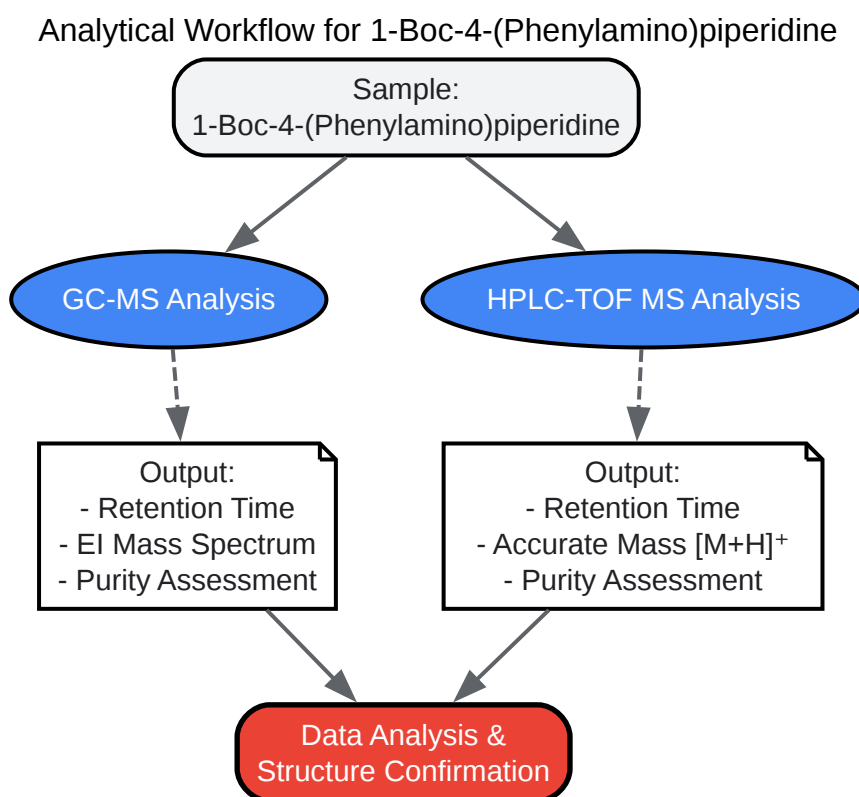 Analytical Workflow for 1-Boc-4-(Phenylamino)piperidine
Sample:
1-Boc-4-(Phenylamino)piperidine
GC-MS Analysis
HPLC-TOF MS Analysis
Output:
- Retention Time
- EI Mass Spectrum
- Purity Assessment
Output:
- Retention Time
- Accurate Mass [M+H]⁺
- Purity Assessment
Data Analysis &
Structure Confirmation